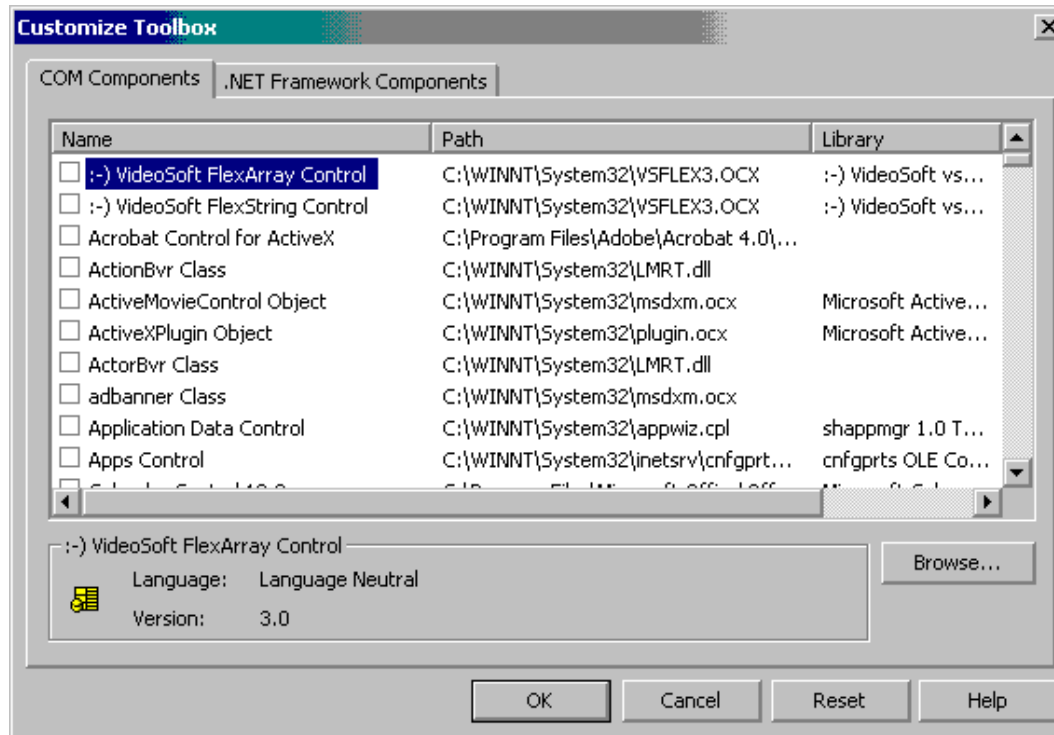 Customize Toolbox
COM Components .NET Framework Components
Name Path Library
:-) VideoSoft FlexArray Control C:\WINNT\System32\VSFLEX3.OCX :-) VideoSoft vs...
:-) VideoSoft FlexString Control C:\WINNT\System32\VSFLEX3.OCX :-) VideoSoft vs...
Acrobat Control for ActiveX C:\Program Files\Adobe\Acrobat 4.0\...
ActionBvr Class C:\WINNT\System32\LMRT.dll
ActiveMovieControl Object C:\WINNT\System32\msdxm.ocx Microsoft Active...
ActiveXPlugin Object C:\WINNT\System32\plugin.ocx Microsoft Active...
ActorBvr Class C:\WINNT\System32\LMRT.dll
adbanner Class C:\WINNT\System32\msdxm.ocx
Application Data Control C:\WINNT\System32\appwiz.cpl shappmgr 1.0 T...
Apps Control C:\WINNT\System32\inetsrv\cnfgprt... cnfgprts OLE Co...
:-) VideoSoft FlexArray Control
Language: Language Neutral
Version: 3.0
Browse...
OK Cancel Reset Help